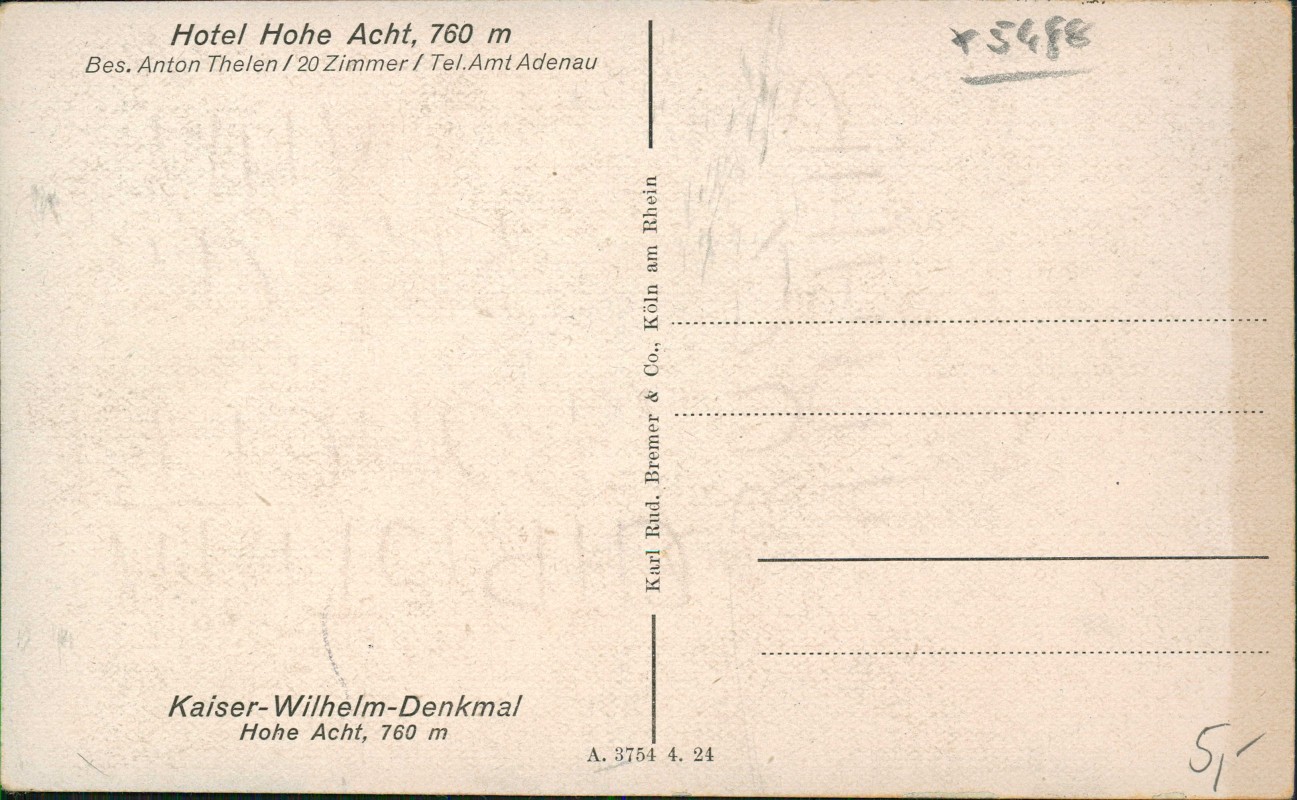 Hotel Hohe Acht, 760 m
Bes. Anton Thelen / 20 Zimmer / Tel. Amt Adenau
Karl Rud. Bremer & Co., Köln am Rhein
Kaiser-Wilhelm-Denkmal
Hohe Acht, 760 m
A. 3754 4. 24
5,-